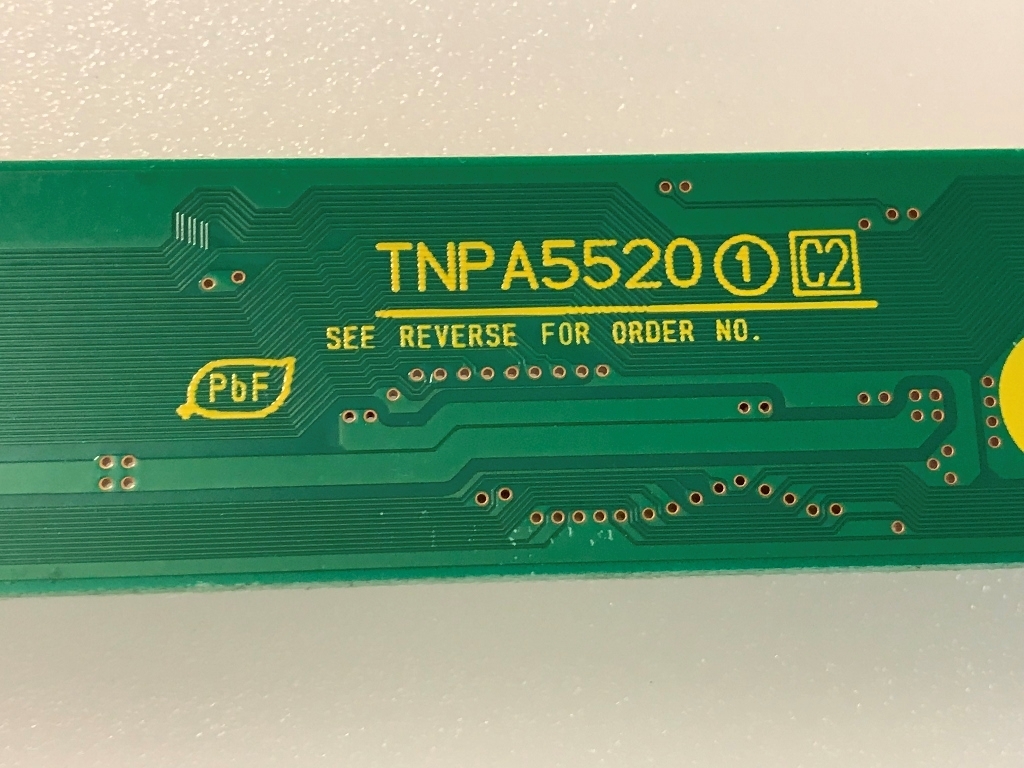 TNPA5520 1 C2
SEE REVERSE FOR ORDER NO.
PbF